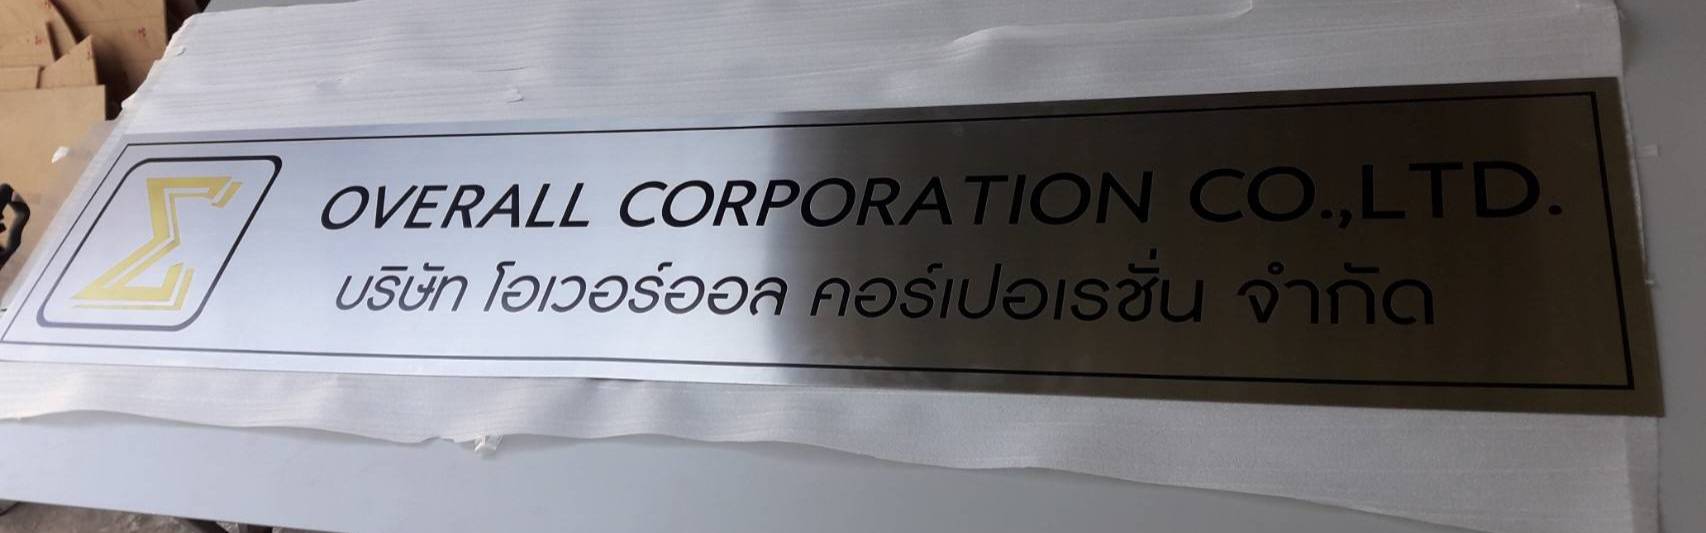 OVERALL CORPORATION CO.,LTD.
บริษัท โอเวอร์ออล คอร์เปอเรชั่น จำกัด